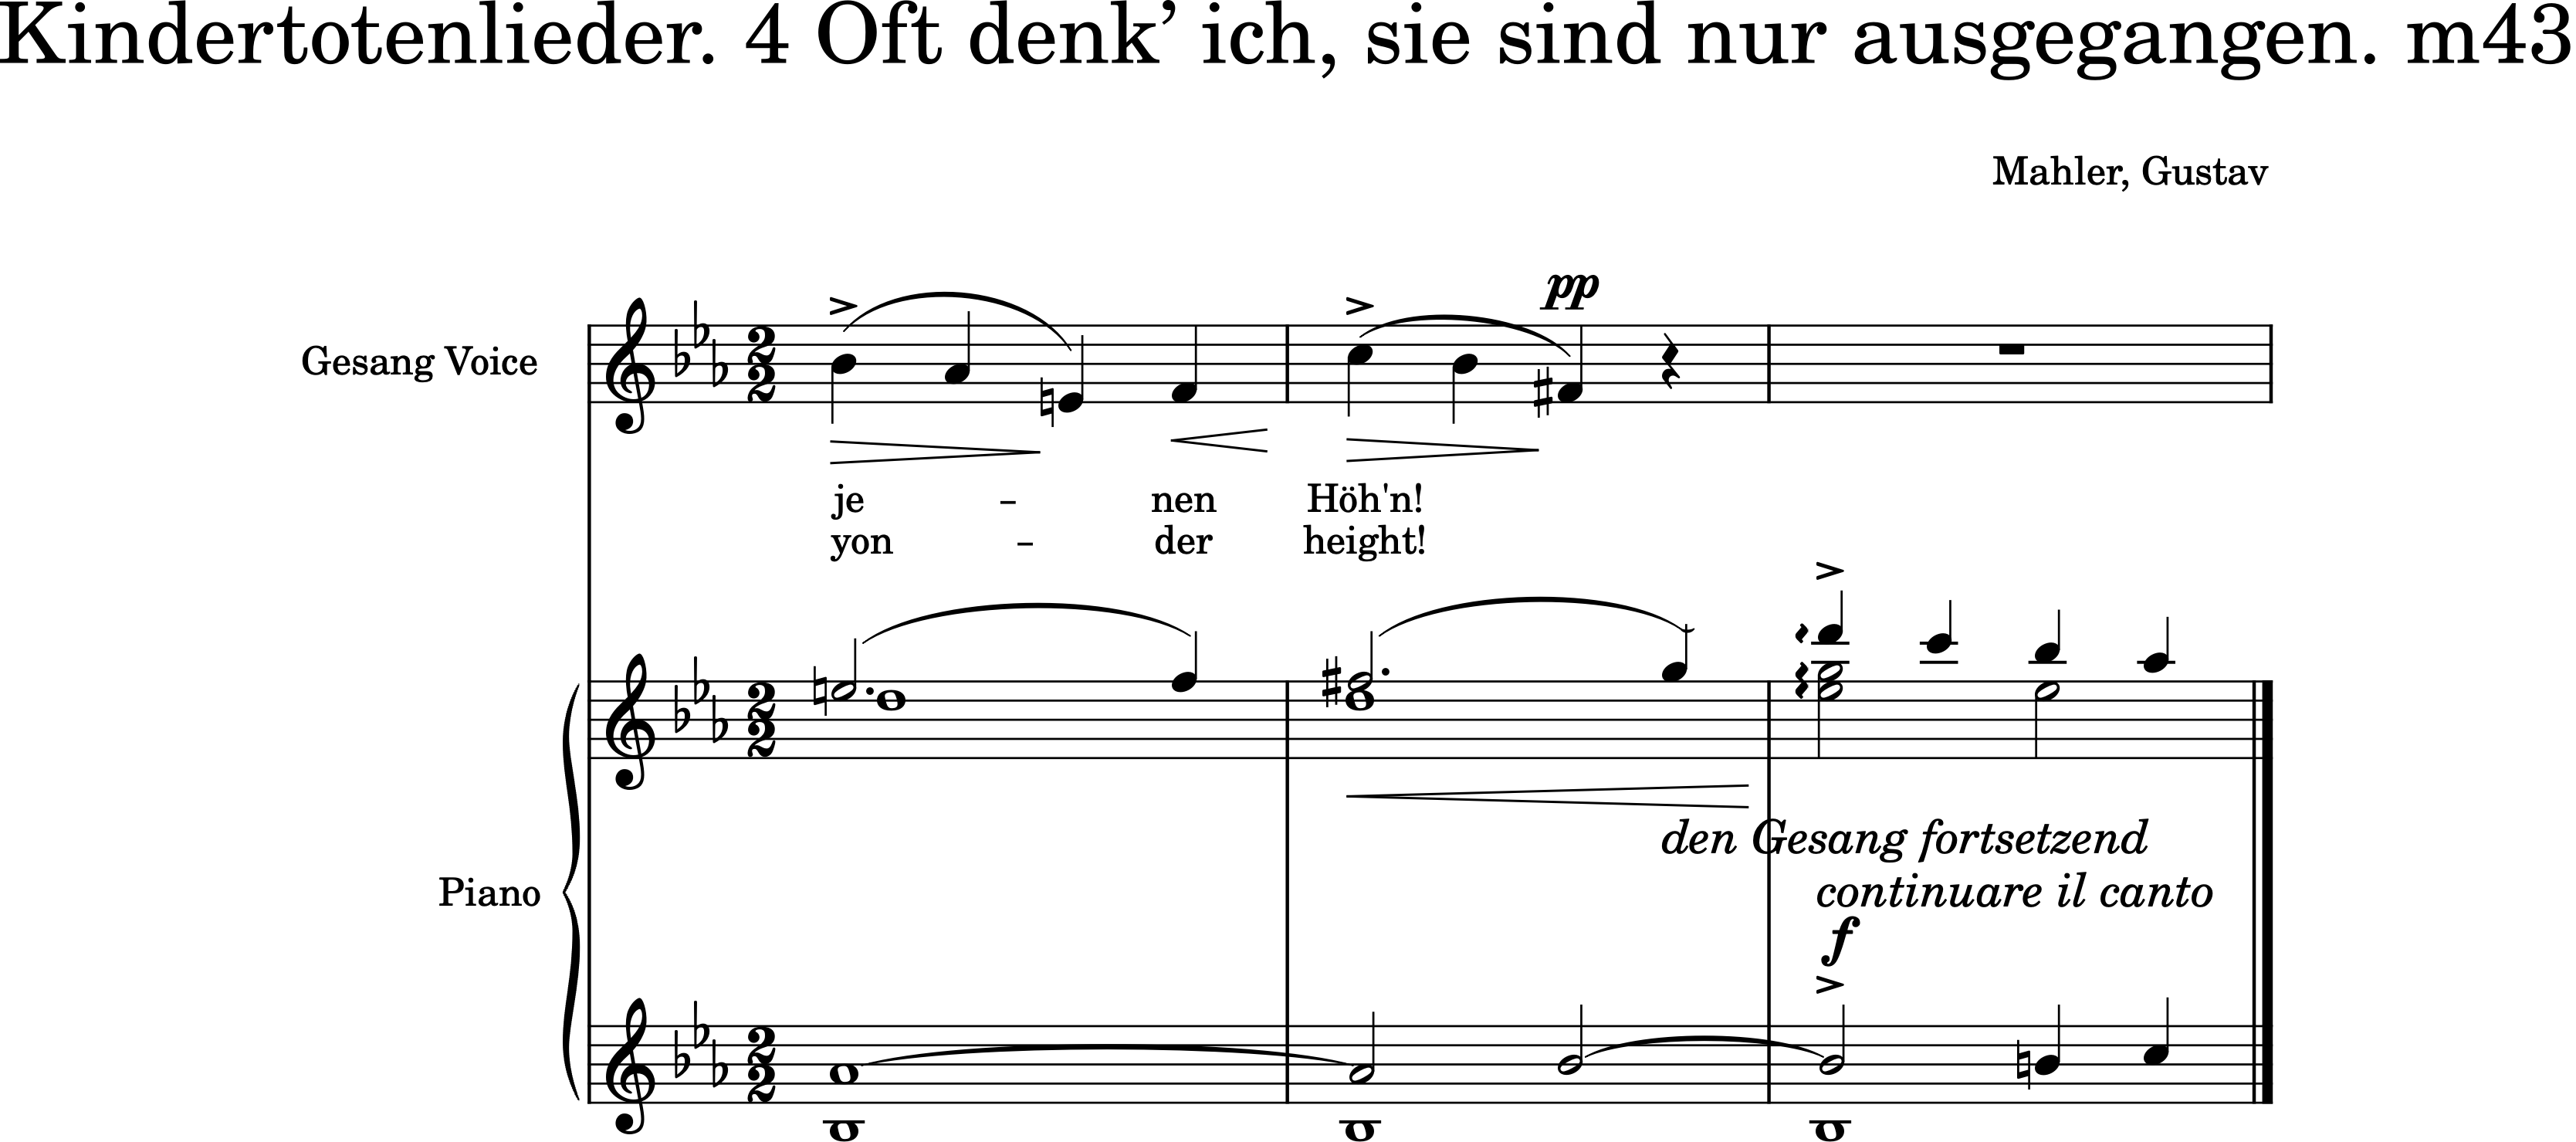 Kindertotenlieder. 4 Oft denk’ ich, sie sind nur ausgegangen. m43
Mahler, Gustav
pp
Gesang Voice
je – nen Höh'n!
yon – der height!
den Gesang fortsetzend
continuare il canto
Piano
f